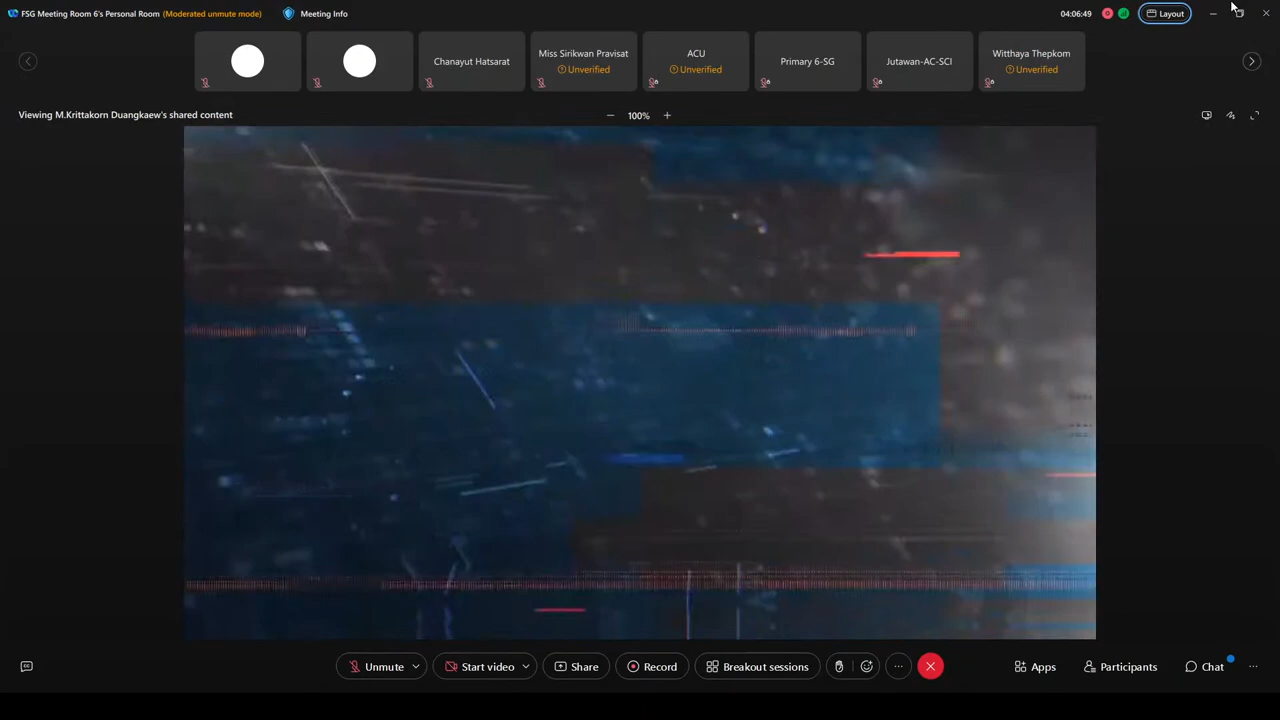 FSG Meeting Room 6's Personal Room (Moderated unmute mode) Meeting Info 04:06:49 Layout
Chanayut Hatsarat
Miss Sirikwan Pravisat
Unverified
ACU
Unverified
Primary 6-SG
Jutawan-AC-SCI
Witthaya Thepkom
Unverified
Viewing M.Krittakorn Duangkaew's shared content
100%
Unmute Start video Share Record Breakout sessions Apps Participants Chat